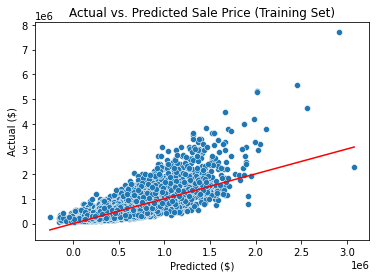 Actual vs. Predicted Sale Price (Training Set)
1e6
8
7
6
5
4
3
2
1
0
Actual ($)
0.0 0.5 1.0 1.5 2.0 2.5 3.0
Predicted ($) 1e6